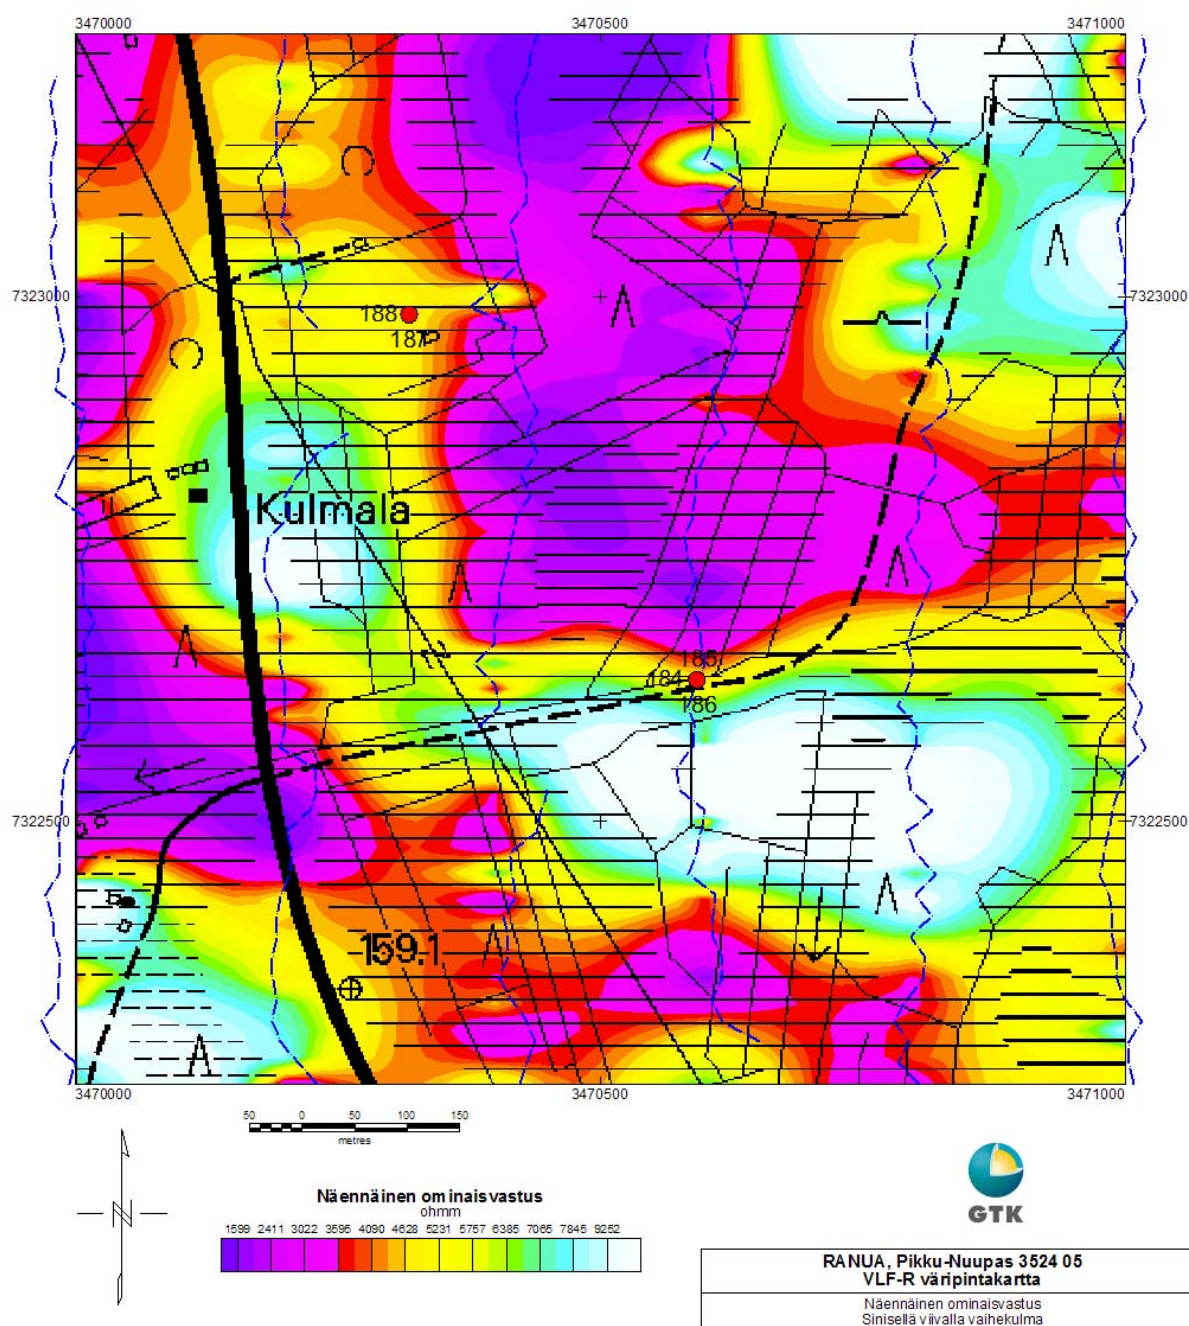 3470000 3470500 3471000
7323000 7323000
188
187
Kulmala
185
184
186
7322500 7322500
159.1
3470000 3470500 3471000
50 0 50 100 150
metres
N
Näennäinen ominaisvastus
ohmm
1599 2411 3022 3595 4090 4628 5231 5757 6385 7065 7845 9252
GTK
RANUA, Pikku-Nuupas 3524 05
VLF-R väripintakartta
Näennäinen ominaisvastus
Sinisellä viivalla vaihekulma